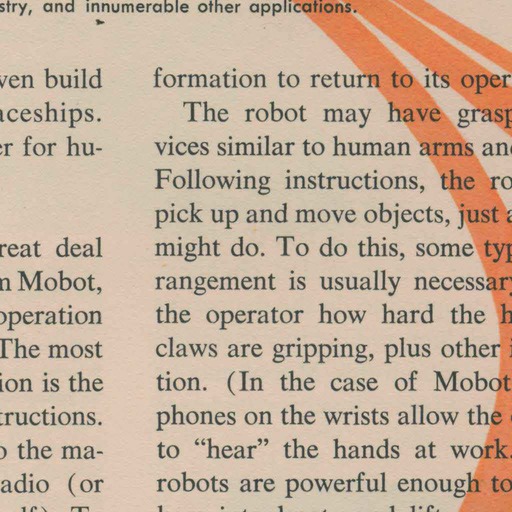 stry, and innumerable other applications.
ven build
aceships.
er for hu-
reat deal
m Mobot,
operation
The most
ion is the
tructions.
o the ma-
adio (or
formation to return to its oper
The robot may have grasp
vices similar to human arms and
Following instructions, the ro
pick up and move objects, just a
might do. To do this, some typ
rangement is usually necessary
the operator how hard the h
claws are gripping, plus other i
tion. (In the case of Mobot
phones on the wrists allow the
to “hear” the hands at work.
robots are powerful enough to